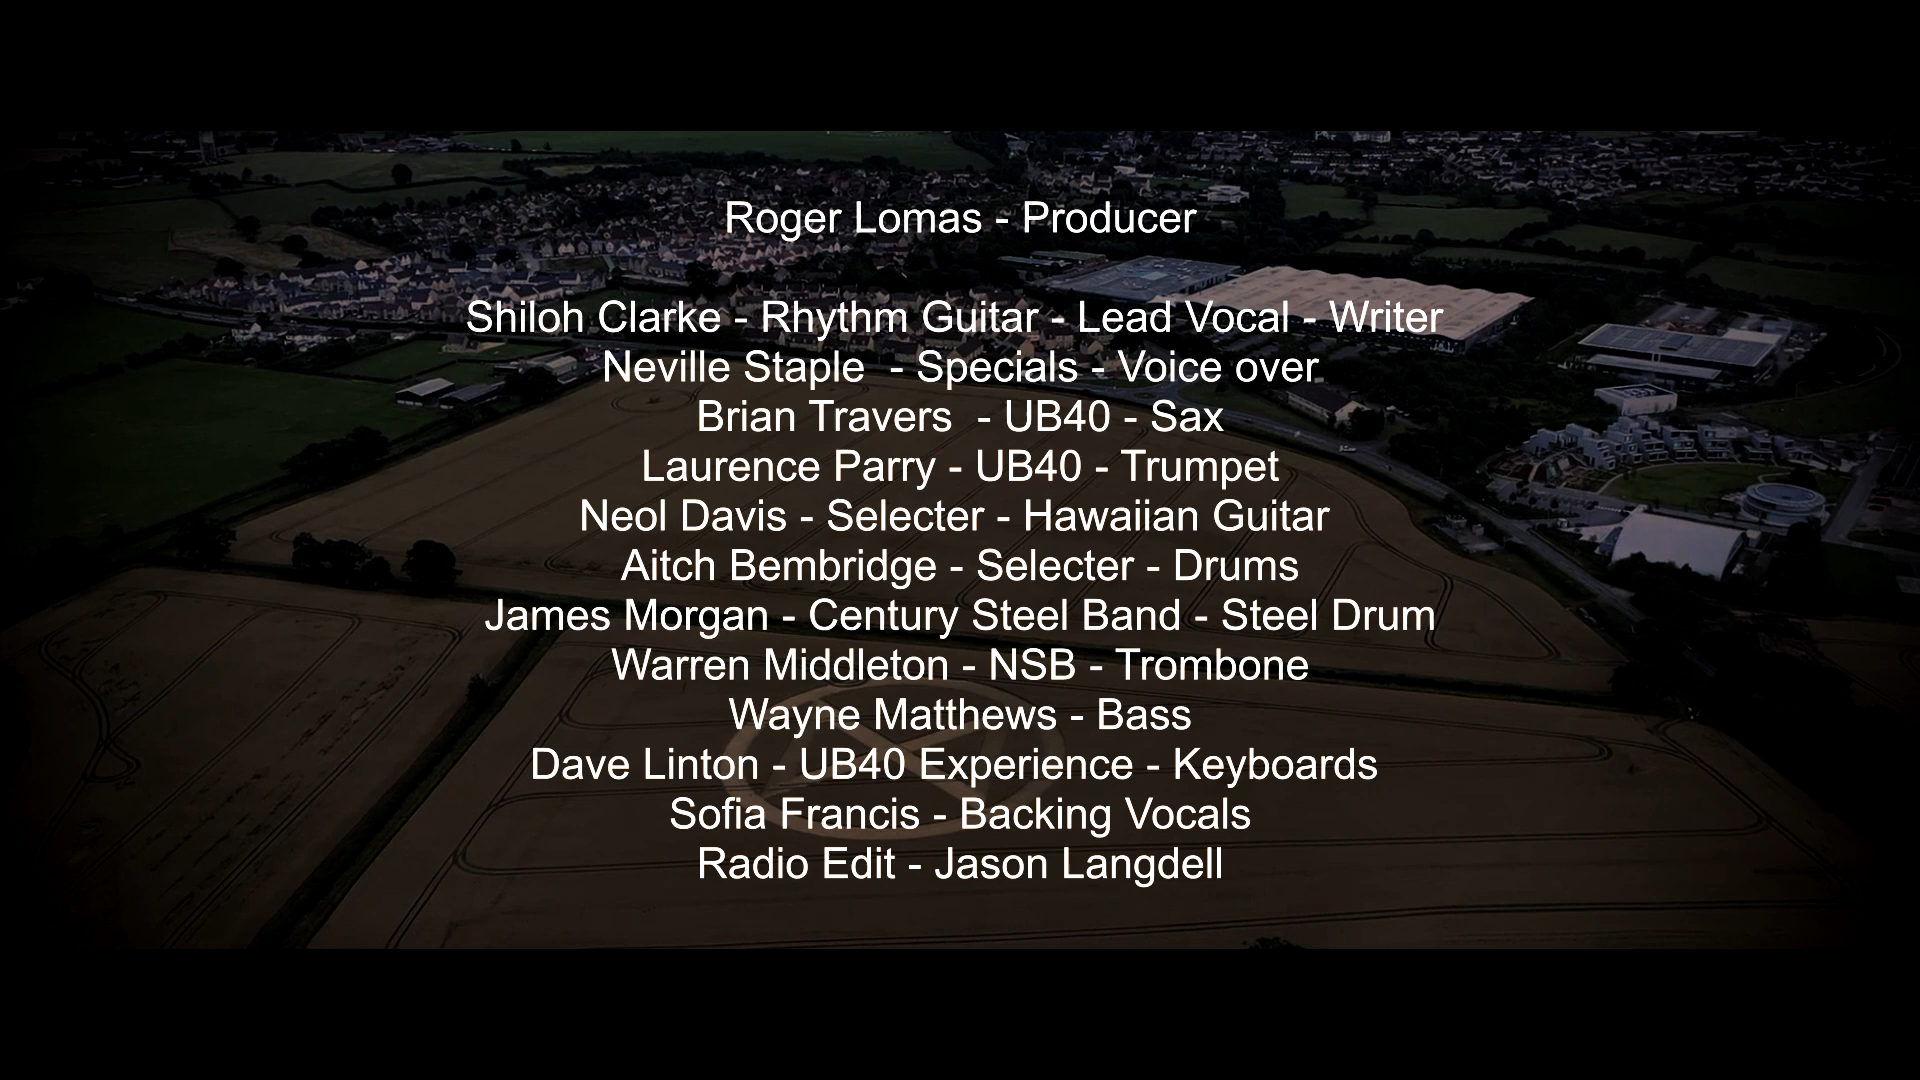 Roger Lomas - Producer
Shiloh Clarke - Rhythm Guitar - Lead Vocal - Writer
Neville Staple  - Specials - Voice over
Brian Travers  - UB40 - Sax
Laurence Parry - UB40 - Trumpet
Neol Davis - Selecter - Hawaiian Guitar
Aitch Bembridge - Selecter - Drums
James Morgan - Century Steel Band - Steel Drum
Warren Middleton - NSB - Trombone
Wayne Matthews - Bass
Dave Linton - UB40 Experience - Keyboards
Sofia Francis - Backing Vocals
Radio Edit - Jason Langdell